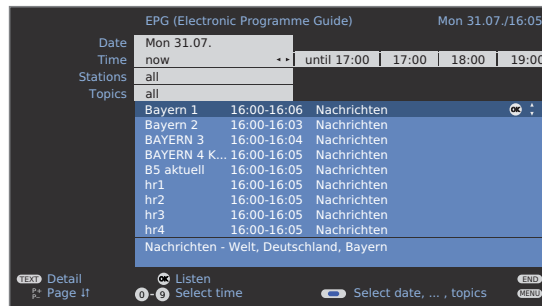 EPG (Electronic Programme Guide) Mon 31.07./16:05
Date Mon 31.07.
Time now until 17:00 17:00 18:00 19:00
Stations all
Topics all
Bayern 1 16:00-16:06 Nachrichten OK
Bayern 2 16:00-16:03 Nachrichten
BAYERN 3 16:00-16:04 Nachrichten
BAYERN 4 K... 16:00-16:05 Nachrichten
B5 aktuell 16:00-16:05 Nachrichten
hr1 16:00-16:05 Nachrichten
hr2 16:00-16:05 Nachrichten
hr3 16:00-16:05 Nachrichten
hr4 16:00-16:05 Nachrichten
Nachrichten - Welt, Deutschland, Bayern
TEXT Detail OK Listen END
P+ P- Page ↓↑ 0-9 Select time Select date, ... , topics MENU